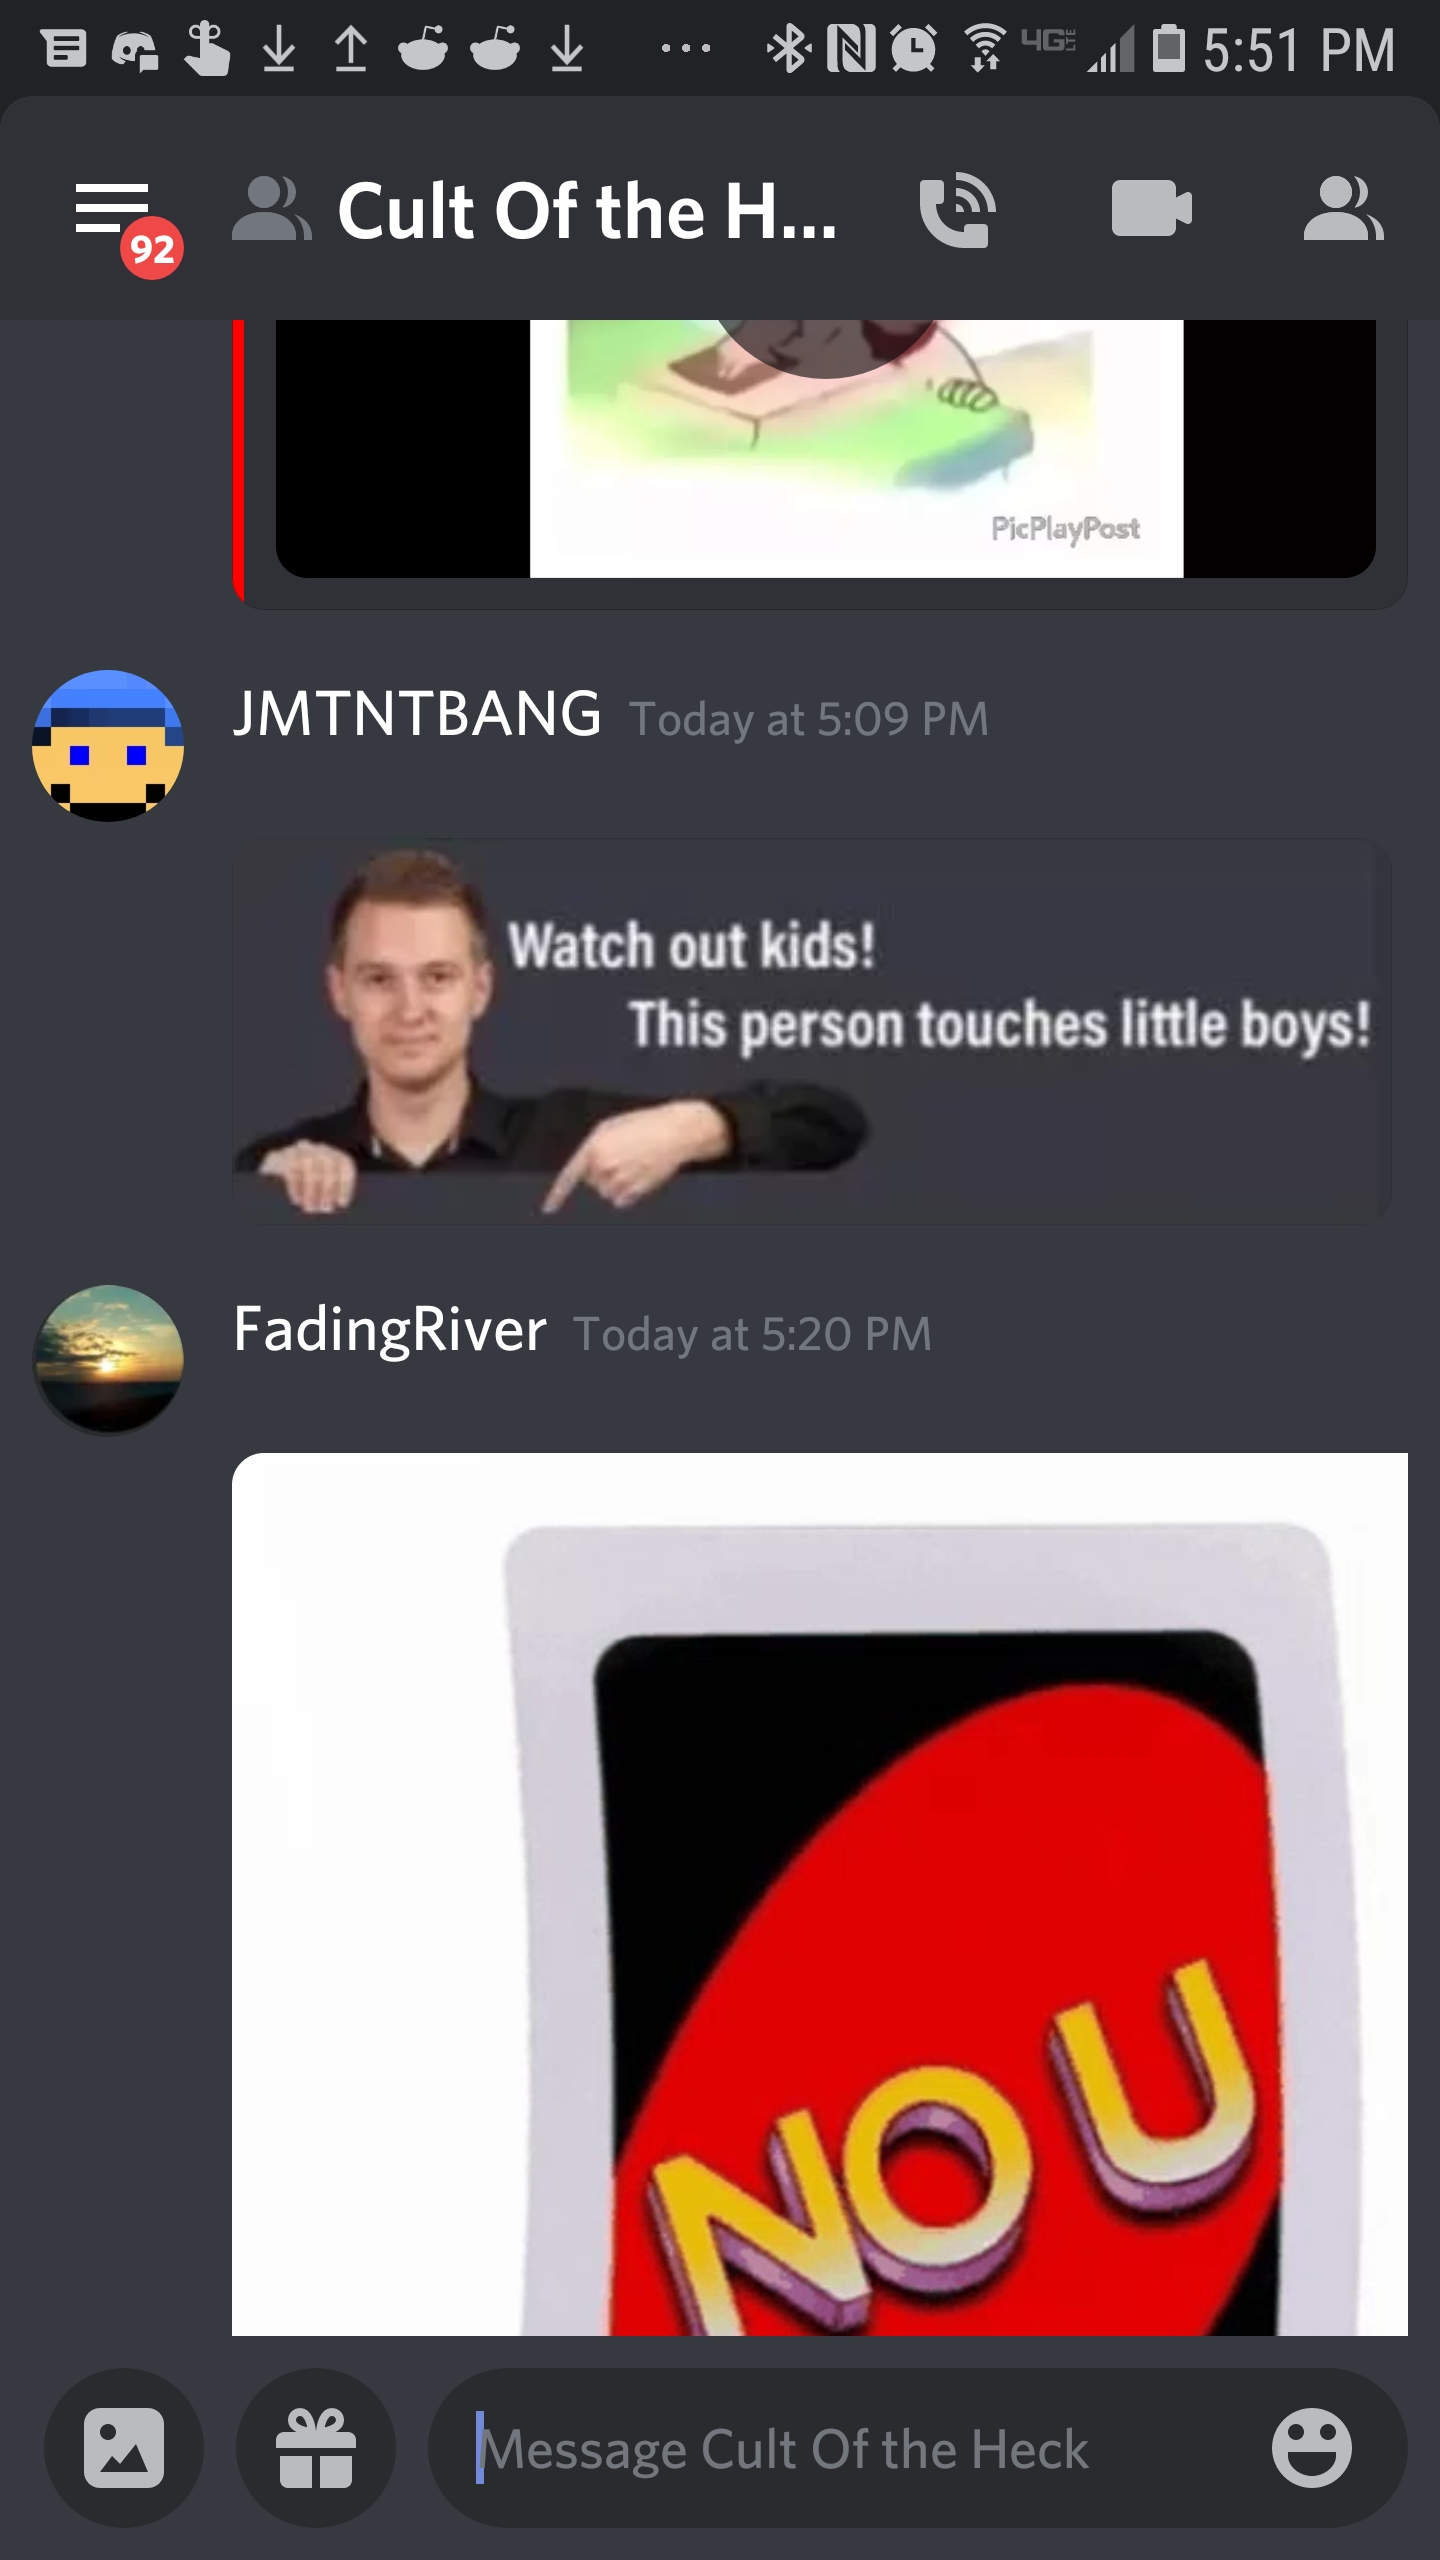 4G LTE 5:51 PM
Cult Of the H...
92
PicPlayPost
JMTNTBANG Today at 5:09 PM
Watch out kids!
This person touches little boys!
FadingRiver Today at 5:20 PM
NO U
Message Cult Of the Heck